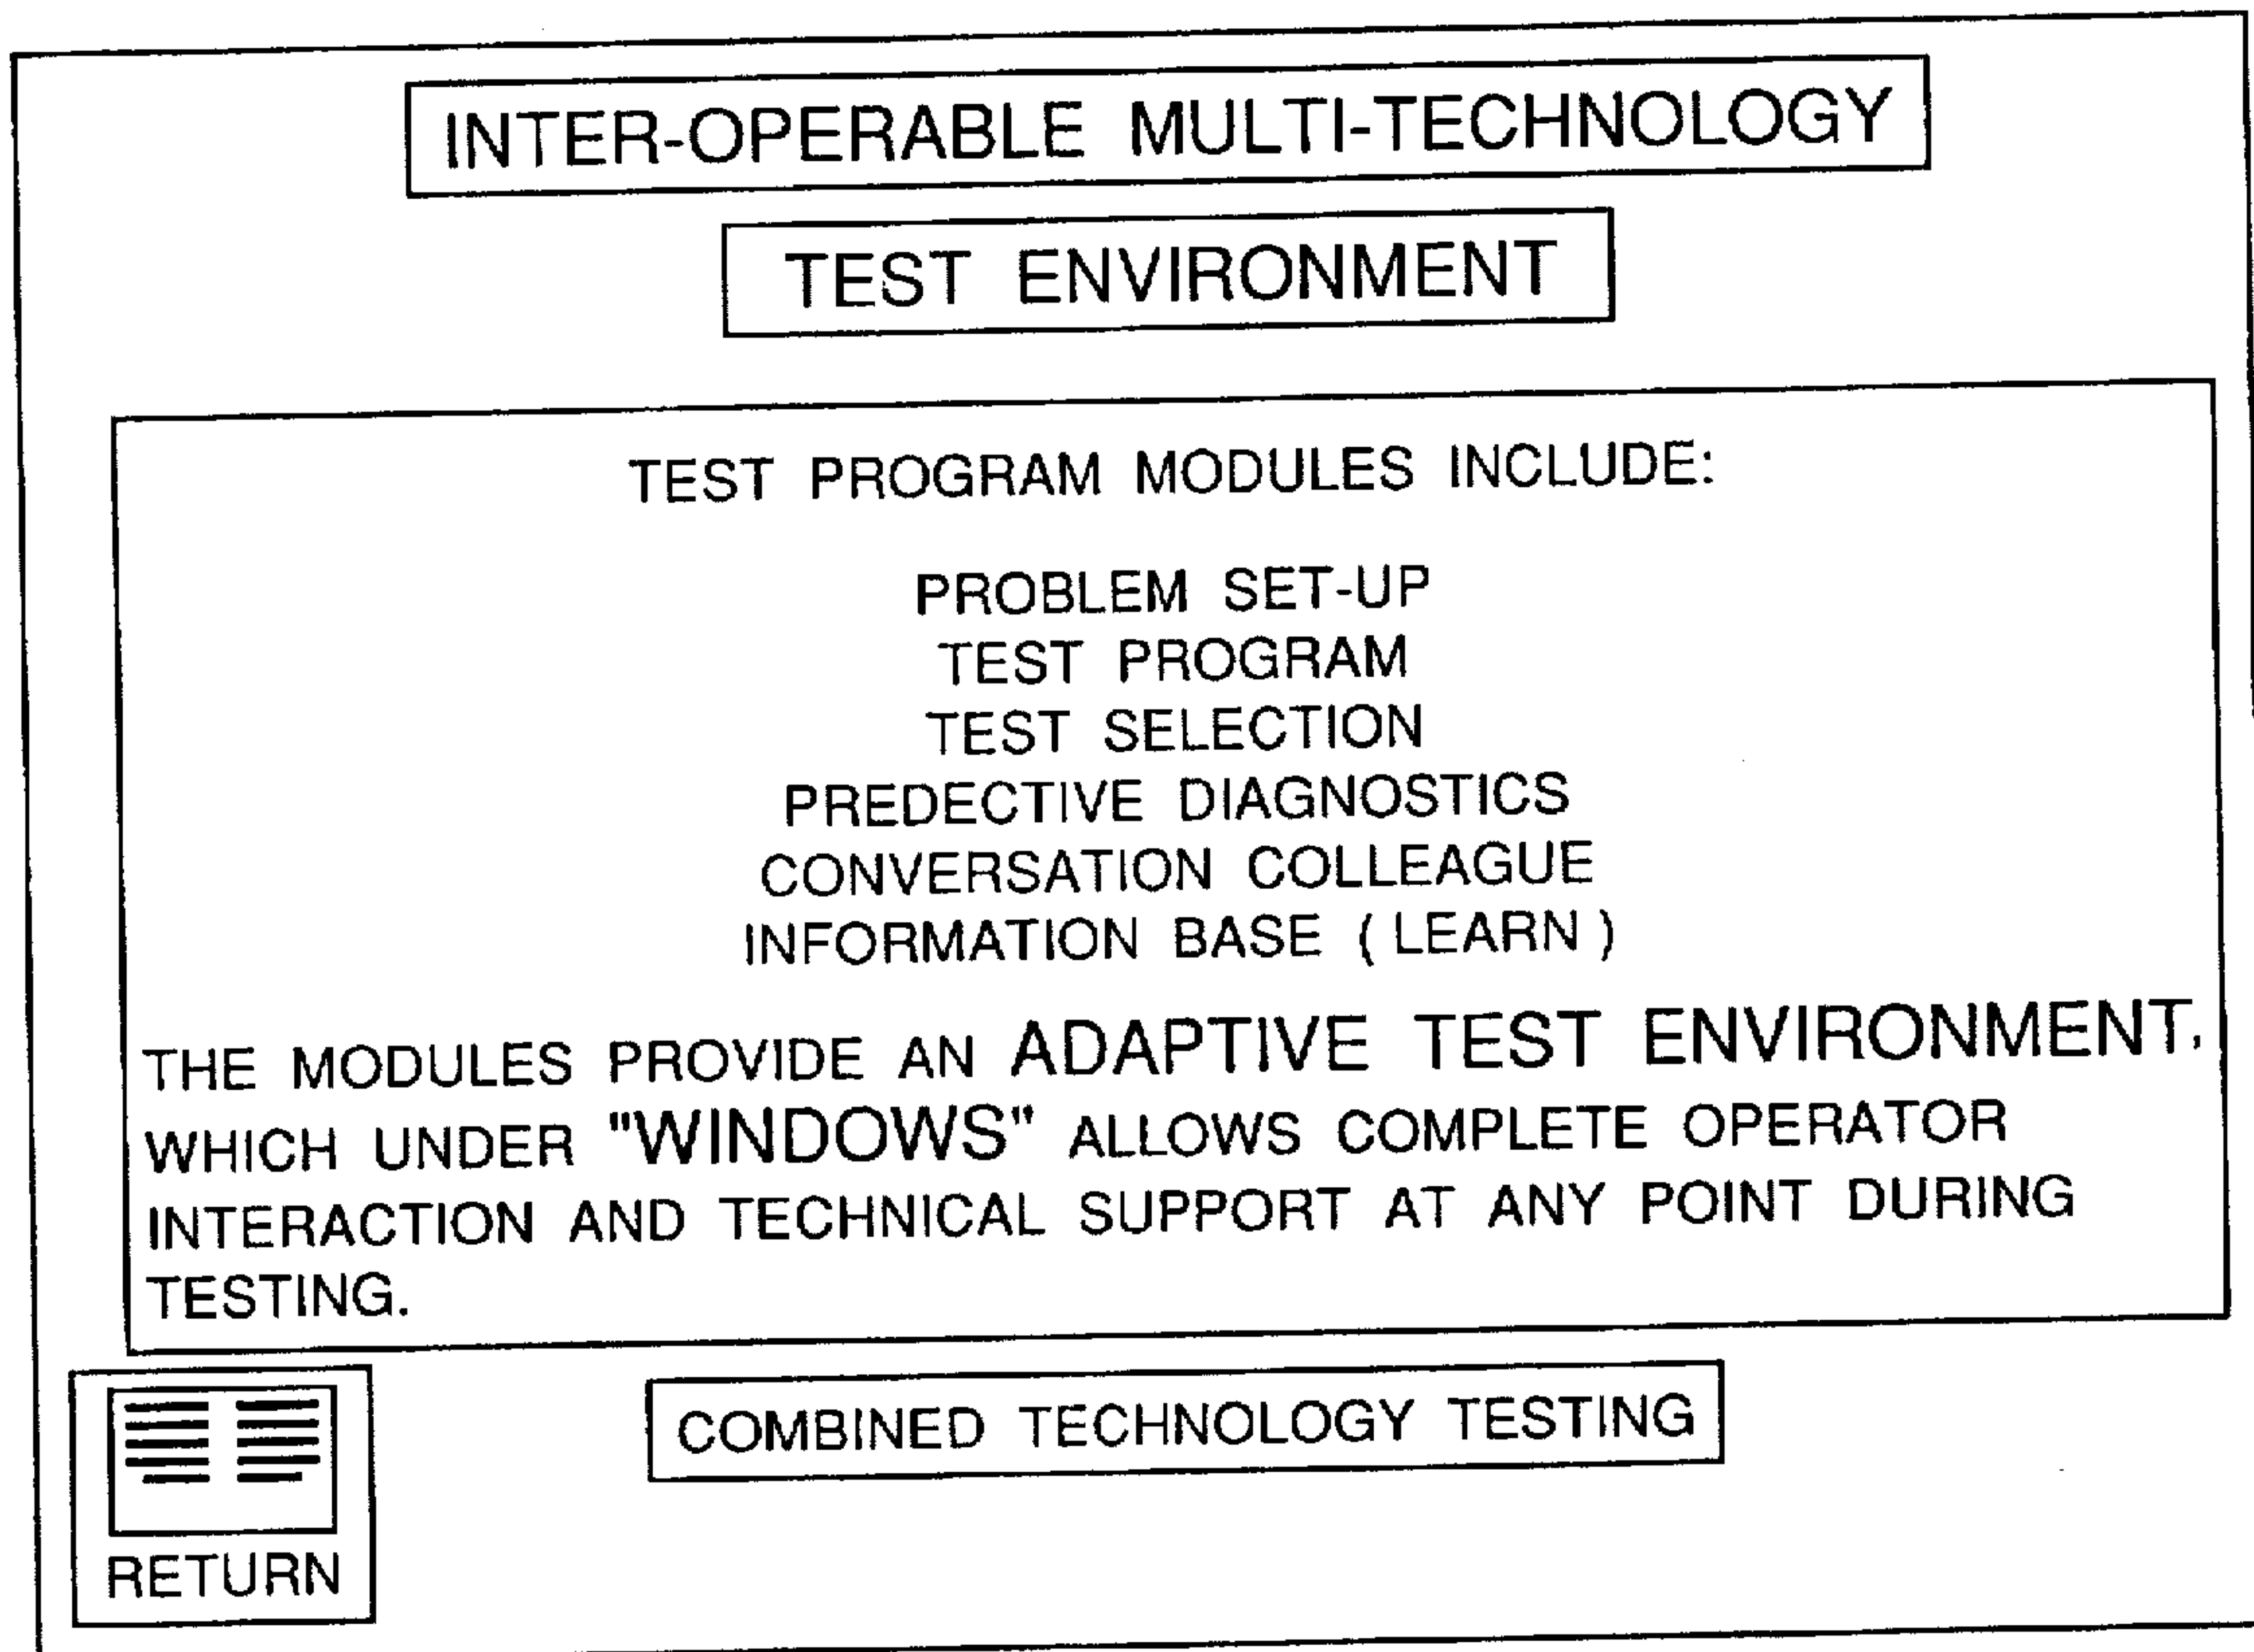 INTER-OPERABLE MULTI-TECHNOLOGY
TEST ENVIRONMENT
TEST PROGRAM MODULES INCLUDE:
PROBLEM SET-UP
TEST PROGRAM
TEST SELECTION
PREDECTIVE DIAGNOSTICS
CONVERSATION COLLEAGUE
INFORMATION BASE ( LEARN )
THE MODULES PROVIDE AN ADAPTIVE TEST ENVIRONMENT,
WHICH UNDER "WINDOWS" ALLOWS COMPLETE OPERATOR
INTERACTION AND TECHNICAL SUPPORT AT ANY POINT DURING
TESTING.
COMBINED TECHNOLOGY TESTING
RETURN